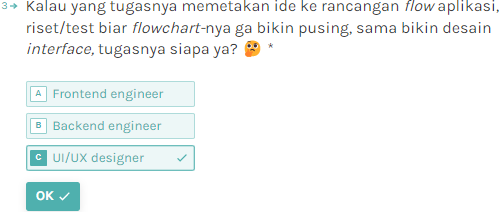 3→ Kalau yang tugasnya memetakan ide ke rancangan flow aplikasi,
riset/test biar flowchart-nya ga bikin pusing, sama bikin desain
interface, tugasnya siapa ya? 🤔 *
A Frontend engineer
B Backend engineer
C UI/UX designer ✓
OK ✓